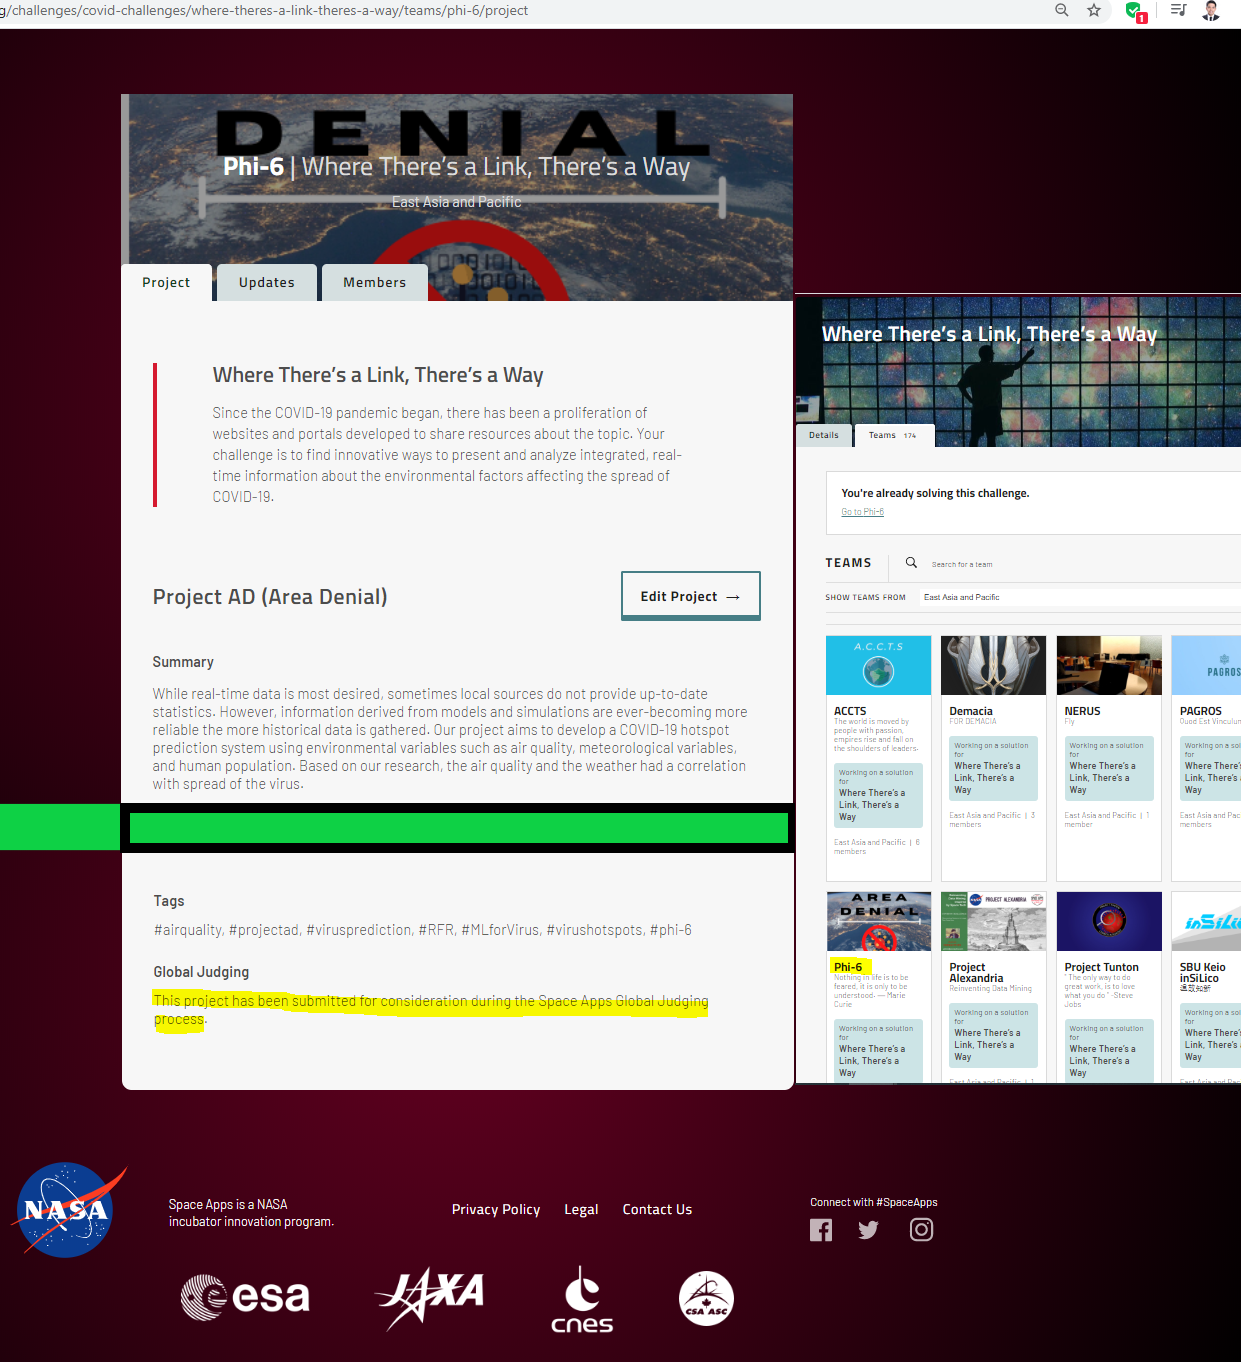 g/challenges/covid-challenges/where-theres-a-link-theres-a-way/teams/phi-6/project
1
DENIAL
Phi-6 | Where There's a Link, There's a Way
East Asia and Pacific
Project
Updates
Members
Where There's a Link, There's a Way
Since the COVID-19 pandemic began, there has been a proliferation of
websites and portals developed to share resources about the topic. Your
challenge is to find innovative ways to present and analyze integrated, real-
time information about the environmental factors affecting the spread of
COVID-19.
Project AD (Area Denial)
Edit Project →
Summary
While real-time data is most desired, sometimes local sources do not provide up-to-date
statistics. However, information derived from models and simulations are ever-becoming more
reliable the more historical data is gathered. Our project aims to develop a COVID-19 hotspot
prediction system using environmental variables such as air quality, meteorological variables,
and human population. Based on our research, the air quality and the weather had a correlation
with spread of the virus.
Tags
#airquality, #projectad, #virusprediction, #RFR, #MLforVirus, #virushotspots, #phi-6
Global Judging
This project has been submitted for consideration during the Space Apps Global Judging
process.
Where There's a Link, There's a Way
Details
Teams 174
You're already solving this challenge.
Go to Phi-6
TEAMS
Search for a team
SHOW TEAMS FROM
East Asia and Pacific
A.C.C.T.S
ACCTS
The world is moved by
people with passion,
empires rise and fall on
the shoulders of leaders.
Working on a solution
for
Where There's a
Link, There's a
Way
East Asia and Pacific | 6
members
Demacia
FOR DEMACIA
Working on a solution
for
Where There's a
Link, There's a
Way
East Asia and Pacific | 3
members
NERUS
Fly
Working on a solution
for
Where There's a
Link, There's a
Way
East Asia and Pacific | 1
member
PAGROS
PAGROS
Quod Est Vinculum
Working on a sol
for
Where There's
Link, There's a
Way
East Asia and Pac
members
AREA
DENIAL
Phi-6
Nothing in life is to be
feared, it is only to be
understood. — Marie
Curie
Working on a solution
for
Where There's a
Link, There's a
Way
PROJECT ALEXANDRIA
Project
Alexandria
Reinventing Data Mining
Working on a solution
for
Where There's a
Link, There's a
Way
East Asia and Pacific | 1
Project Tunton
" The only way to do
great work, is to love
what you do " -Steve
Jobs
Working on a solution
for
Where There's a
Link, There's a
Way
inSiLico
SBU Keio
inSiLico
Working on a sol
for
Where There's
Link, There's a
Way
East Asia and Pac
NASA
Space Apps is a NASA
incubator innovation program.
Privacy Policy
Legal
Contact Us
Connect with #SpaceApps
esa
JAXA
cnes
CSA ASC